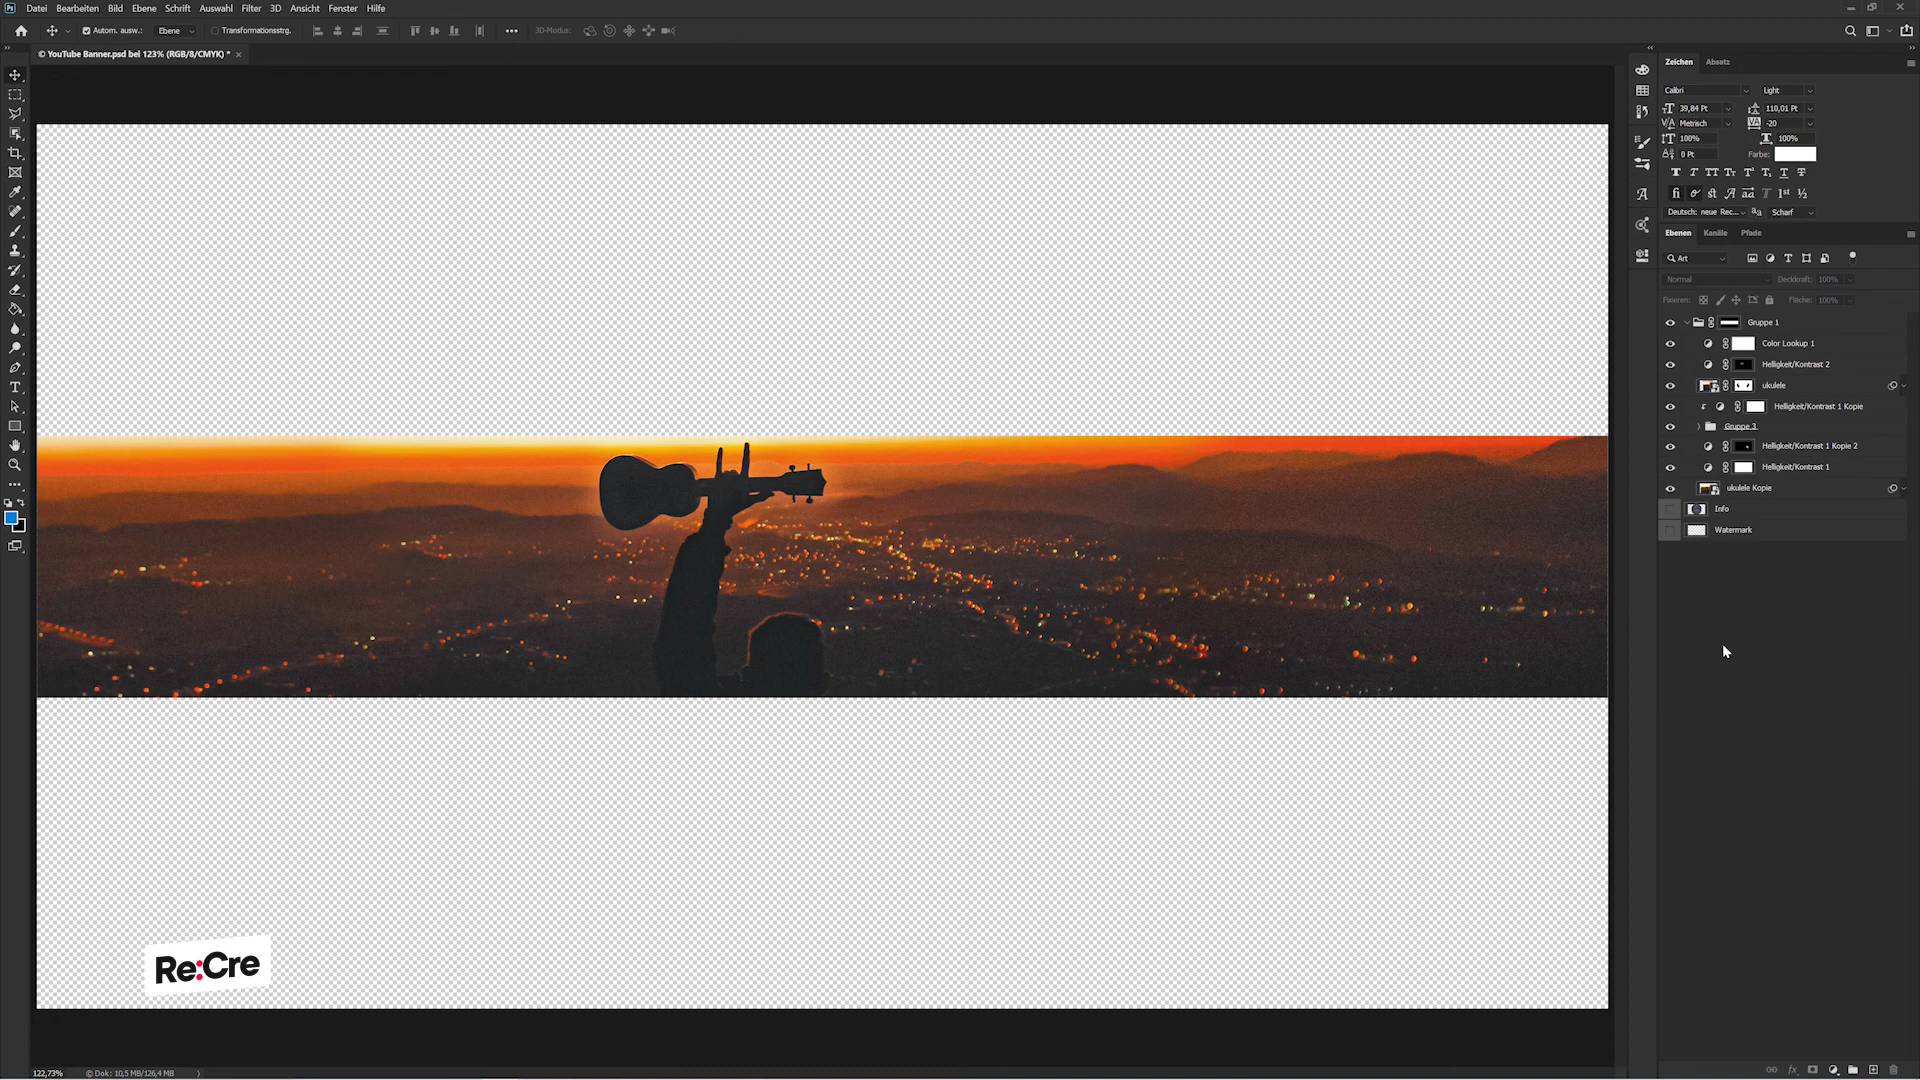 Datei Bearbeiten Bild Ebene Schrift Auswahl Filter 3D Ansicht Fenster Hilfe
Autom. ausw.: Ebene Transformationsstrg. 3D-Modus:
© YouTube Banner.psd bei 123% (RGB/8/CMYK) *
Zeichen Absatz
Calibri Light
39,84 Pt 110,01 Pt
Metrisch -20
100% 100%
0 Pt Farbe:
Deutsch: neue Rec... Scharf
Ebenen Kanäle Pfade
Art
Normal Deckkraft: 100%
Fixieren: Fläche: 100%
Gruppe 1
Color Lookup 1
Helligkeit/Kontrast 2
ukulele
Helligkeit/Kontrast 1 Kopie
Gruppe 3
Helligkeit/Kontrast 1 Kopie 2
Helligkeit/Kontrast 1
ukulele Kopie
Info
Watermark
Re:Cre
122,73% © Dok: 10,5 MB/126,4 MB